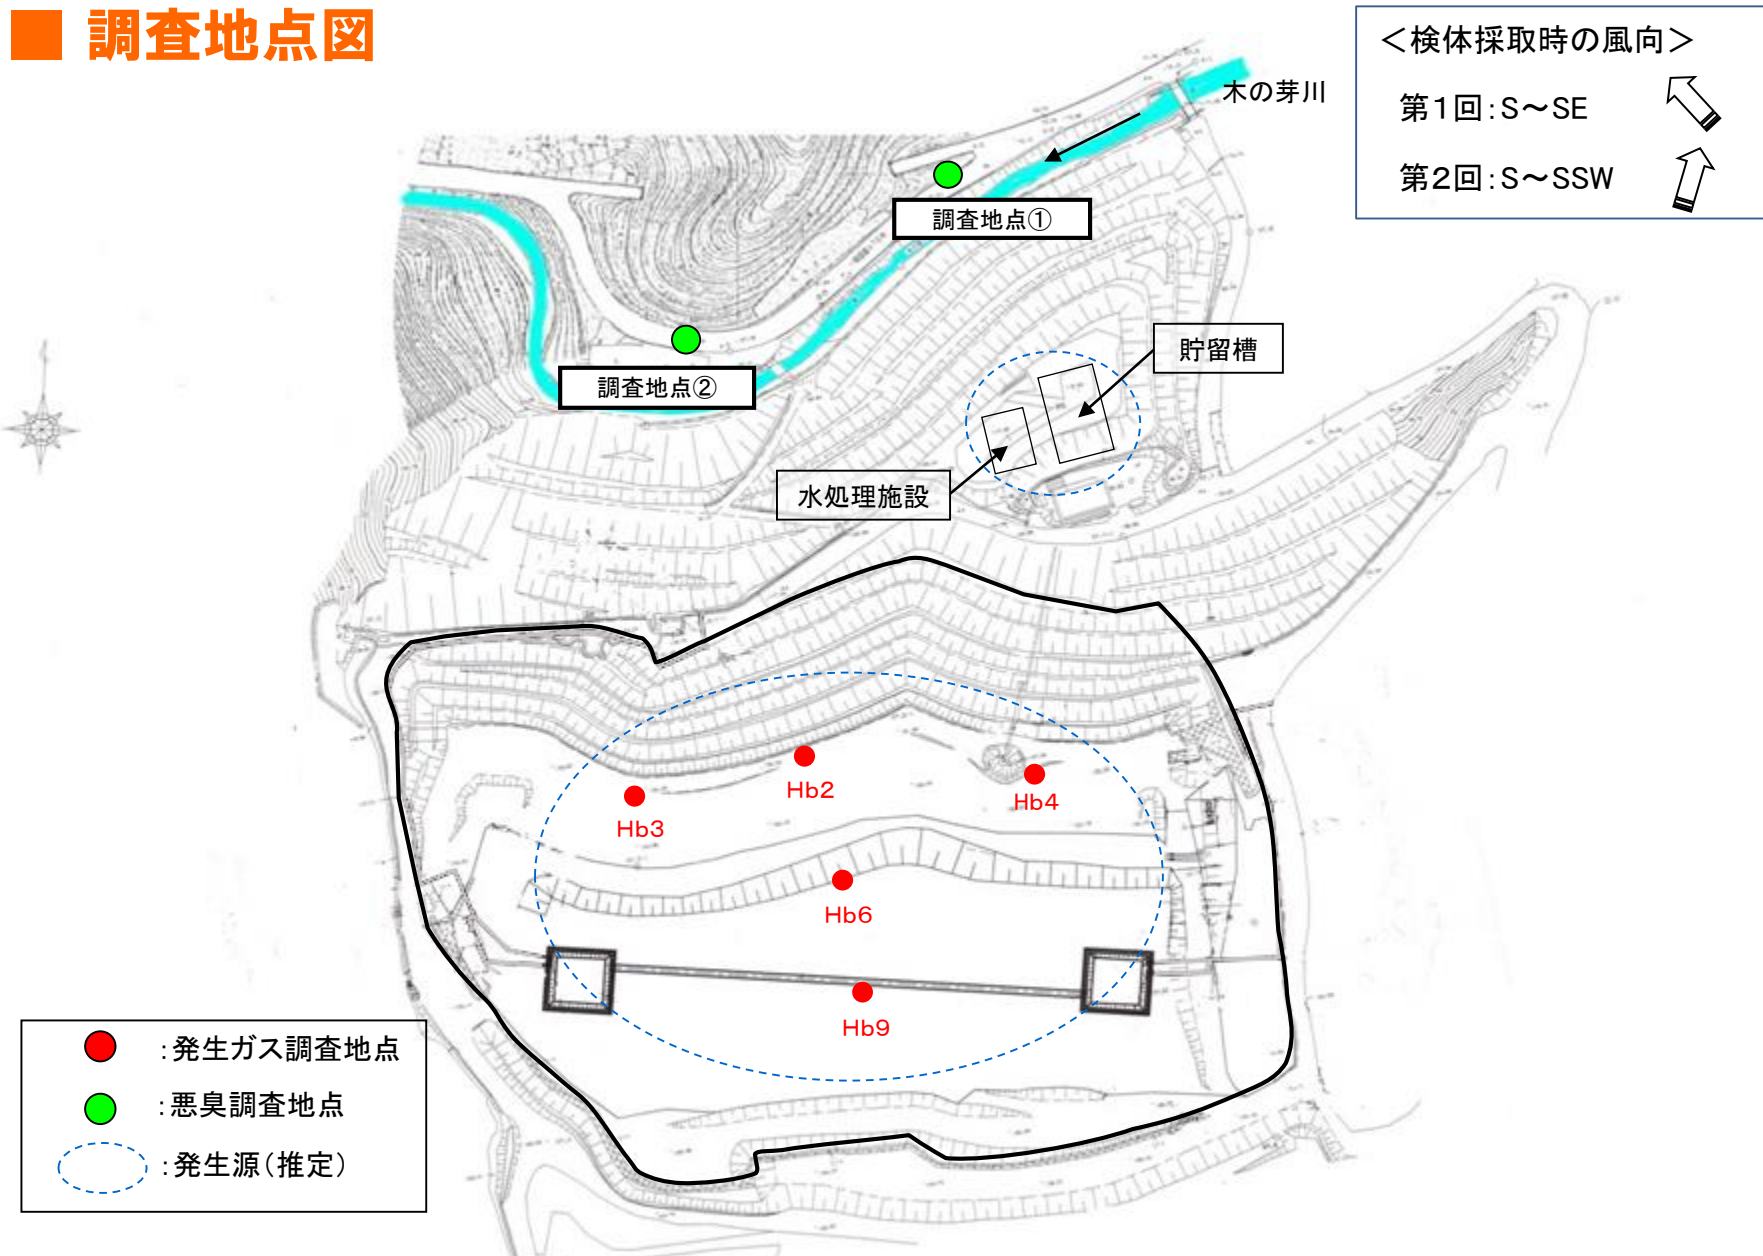 調査地点図
＜検体採取時の風向＞
第１回：S～SE
第２回：S～SSW
木の芽川
調査地点①
調査地点②
貯留槽
水処理施設
Hb2
Hb4
Hb3
Hb6
Hb9
：発生ガス調査地点
：悪臭調査地点
：発生源（推定）